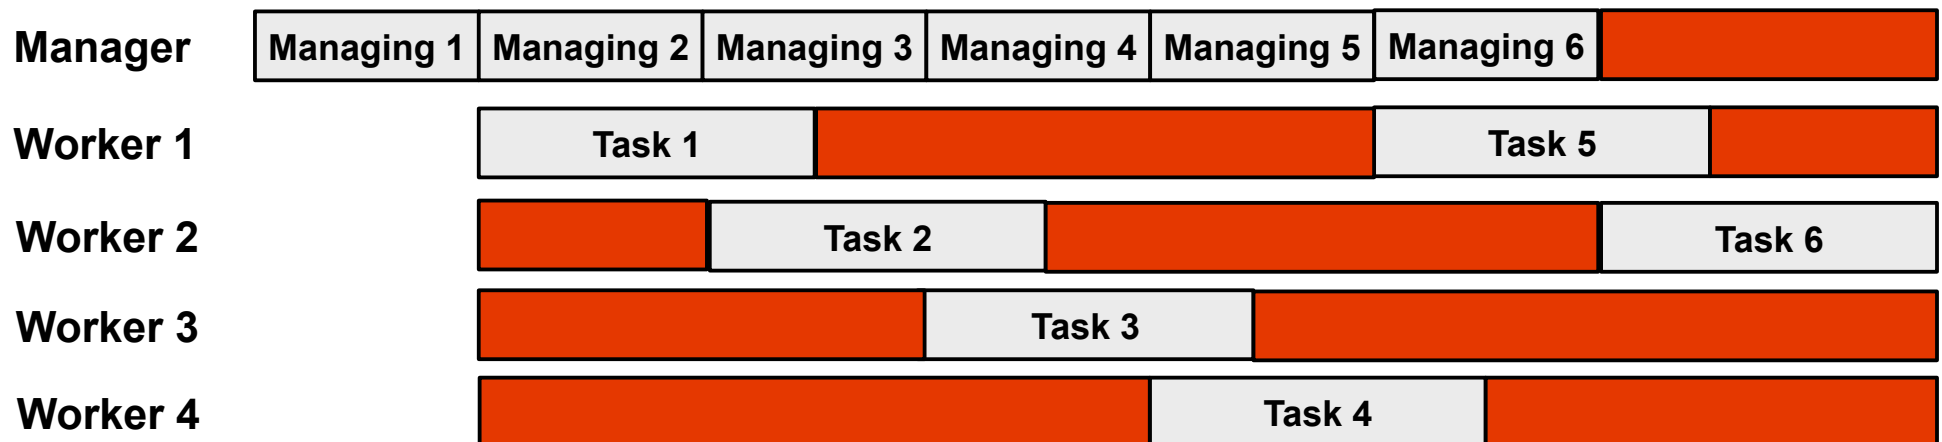 Manager Managing 1 Managing 2 Managing 3 Managing 4 Managing 5 Managing 6
Worker 1 Task 1 Task 5
Worker 2 Task 2 Task 6
Worker 3 Task 3
Worker 4 Task 4